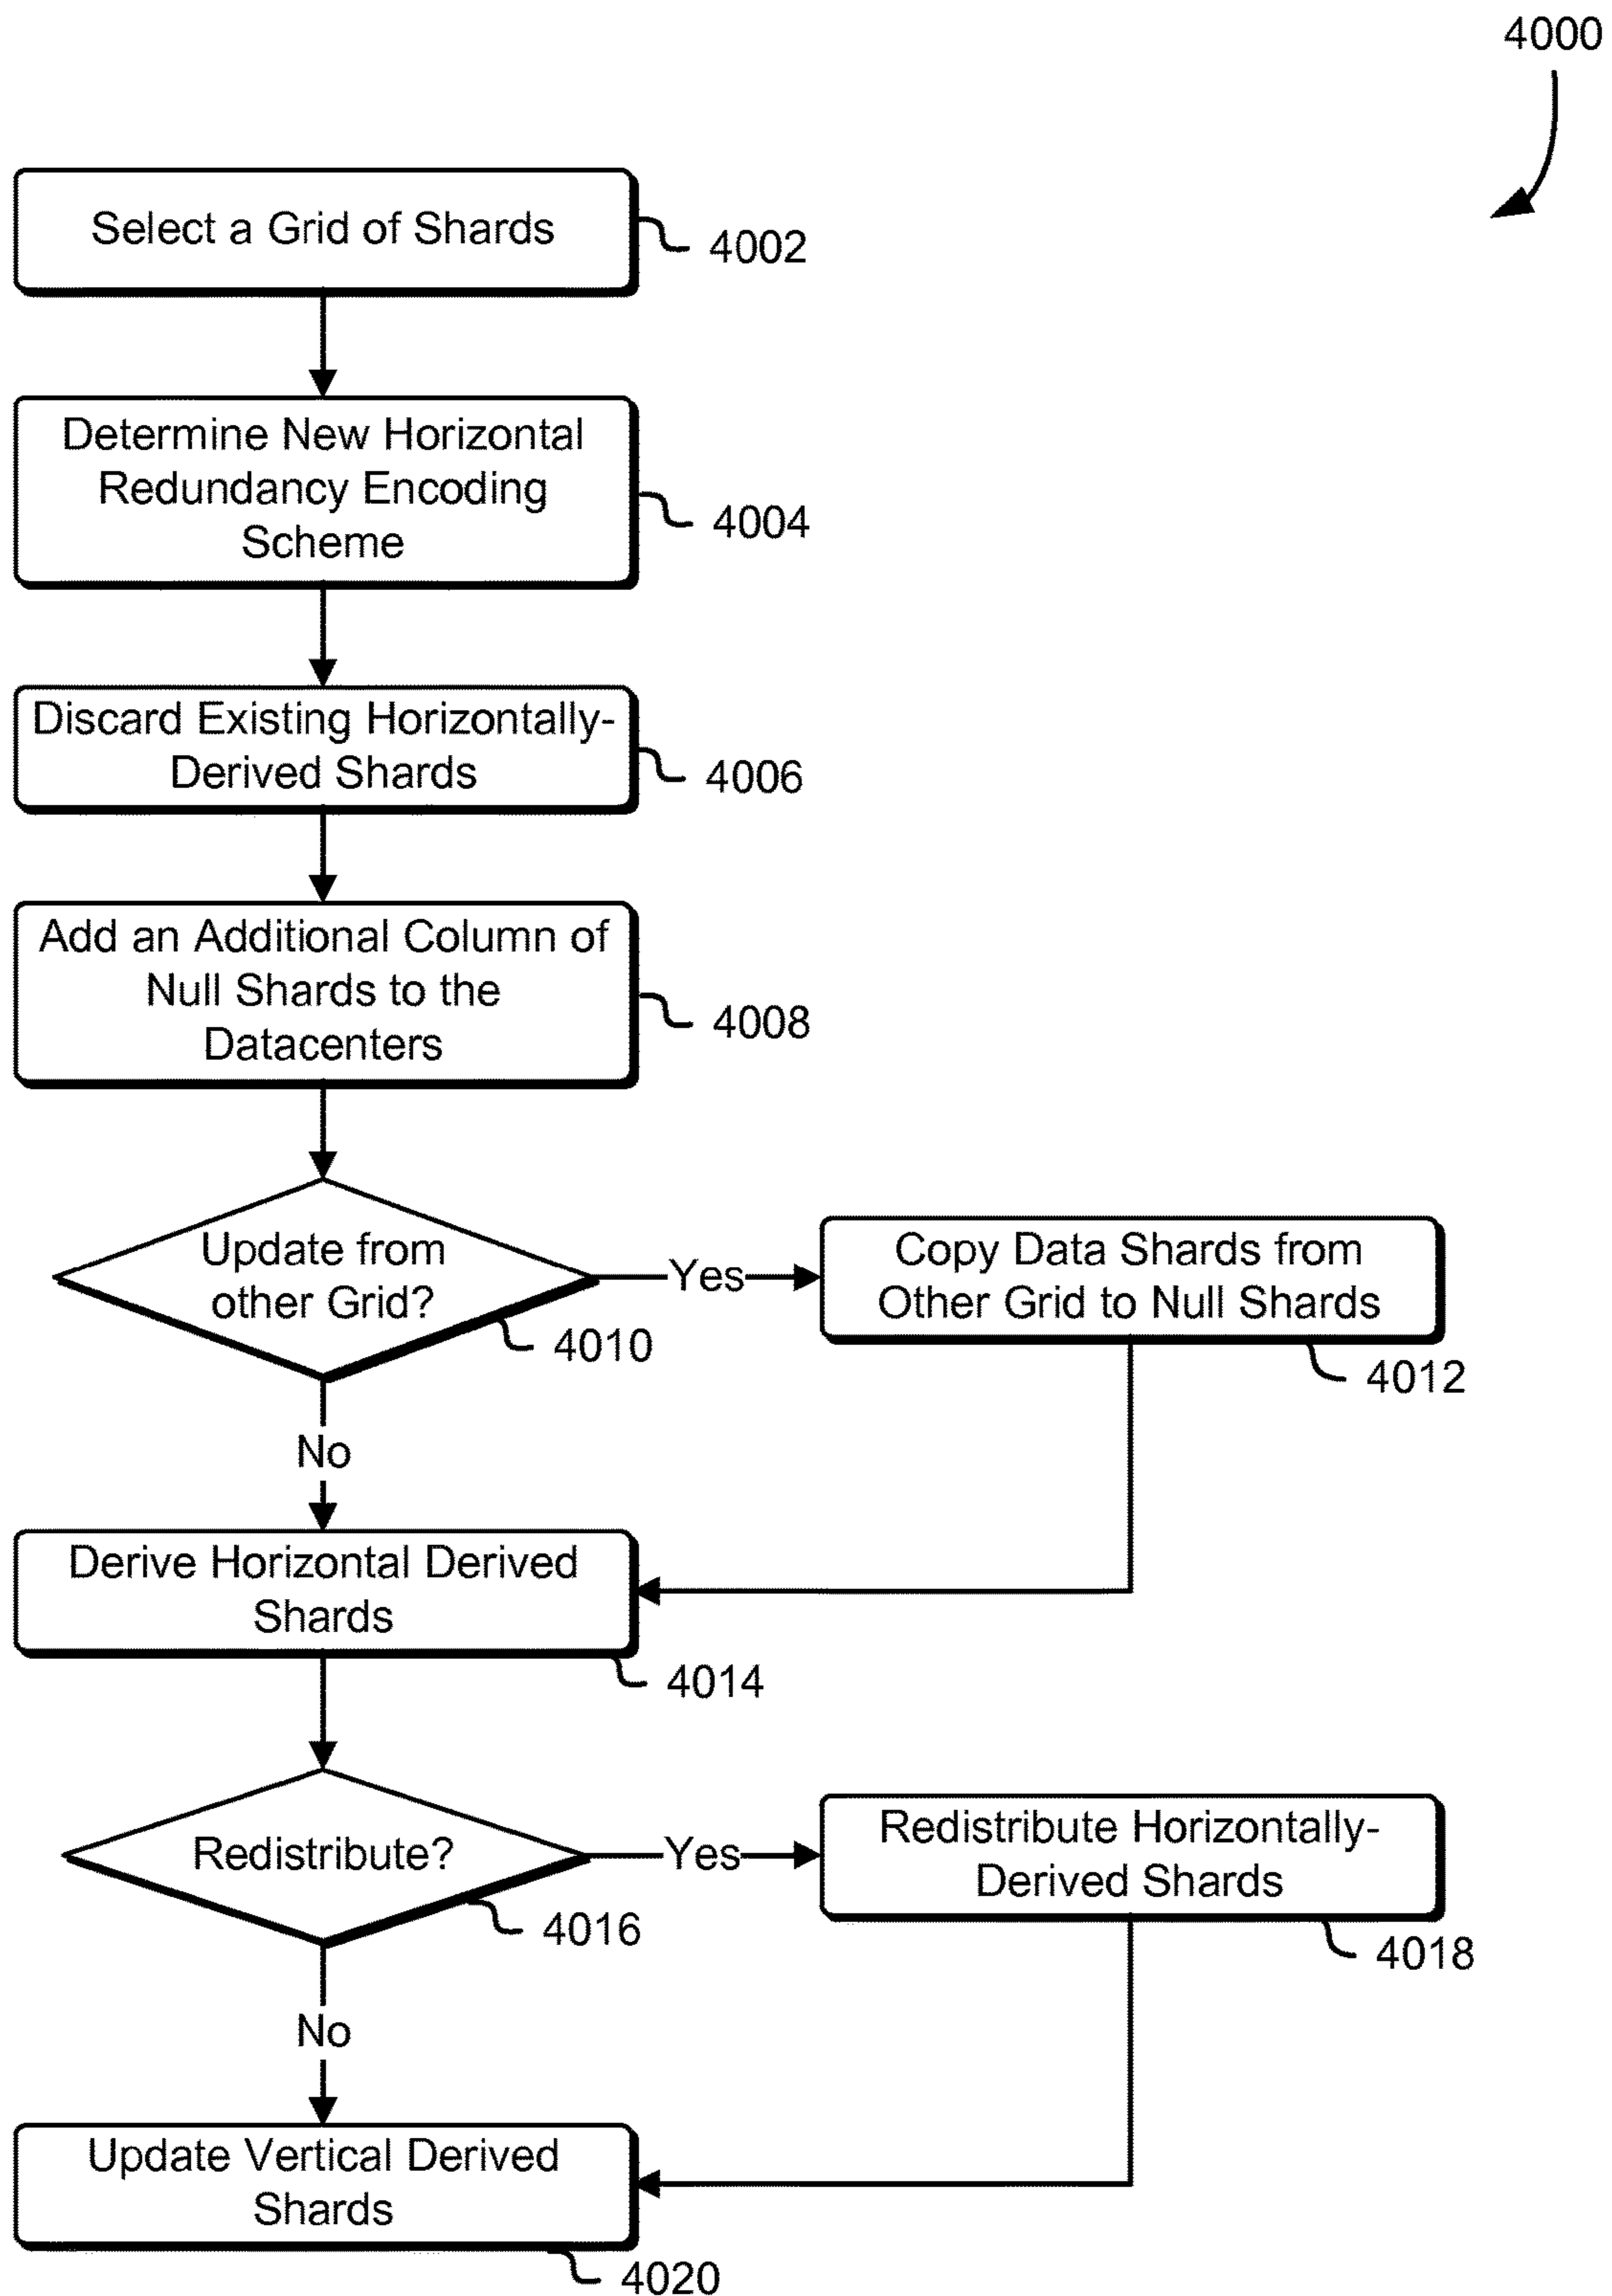 4000
Select a Grid of Shards
4002
Determine New Horizontal
Redundancy Encoding
Scheme
4004
Discard Existing Horizontally-
Derived Shards
4006
Add an Additional Column of
Null Shards to the
Datacenters
4008
Update from
other Grid?
4010
Yes
Copy Data Shards from
Other Grid to Null Shards
4012
No
Derive Horizontal Derived
Shards
4014
Redistribute?
4016
Yes
Redistribute Horizontally-
Derived Shards
4018
No
Update Vertical Derived
Shards
4020